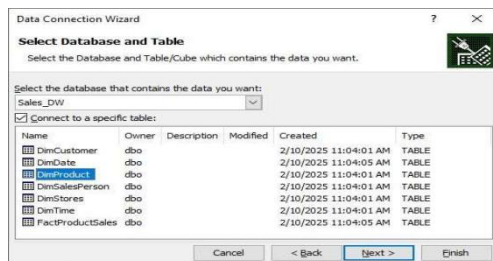 Data Connection Wizard ? ×
Select Database and Table
Select the Database and Table/Cube which contains the data you want.
Select the database that contains the data you want:
Sales_DW
Connect to a specific table:
Name Owner Description Modified Created Type
DimCustomer dbo 2/10/2025 11:04:01 AM TABLE
DimDate dbo 2/10/2025 11:04:05 AM TABLE
DimProduct dbo 2/10/2025 11:04:01 AM TABLE
DimSalesPerson dbo 2/10/2025 11:04:01 AM TABLE
DimStores dbo 2/10/2025 11:04:01 AM TABLE
DimTime dbo 2/10/2025 11:04:01 AM TABLE
FactProductSales dbo 2/10/2025 11:04:05 AM TABLE
Cancel < Back Next > Finish